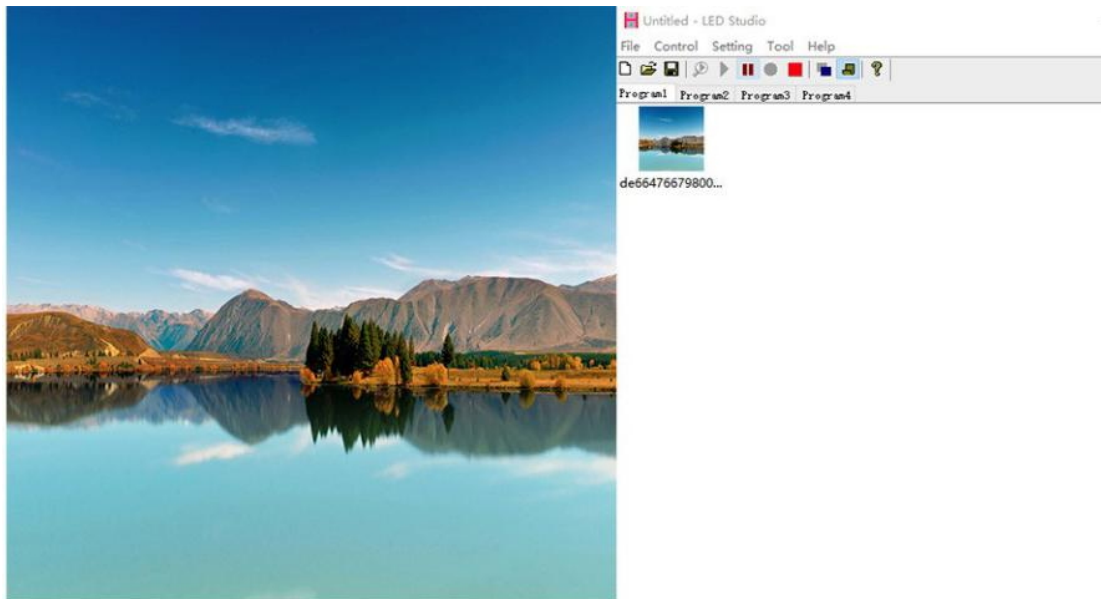 Untitled - LED Studio
File Control Setting Tool Help
Program1 Program2 Program3 Program4
de66476679800...